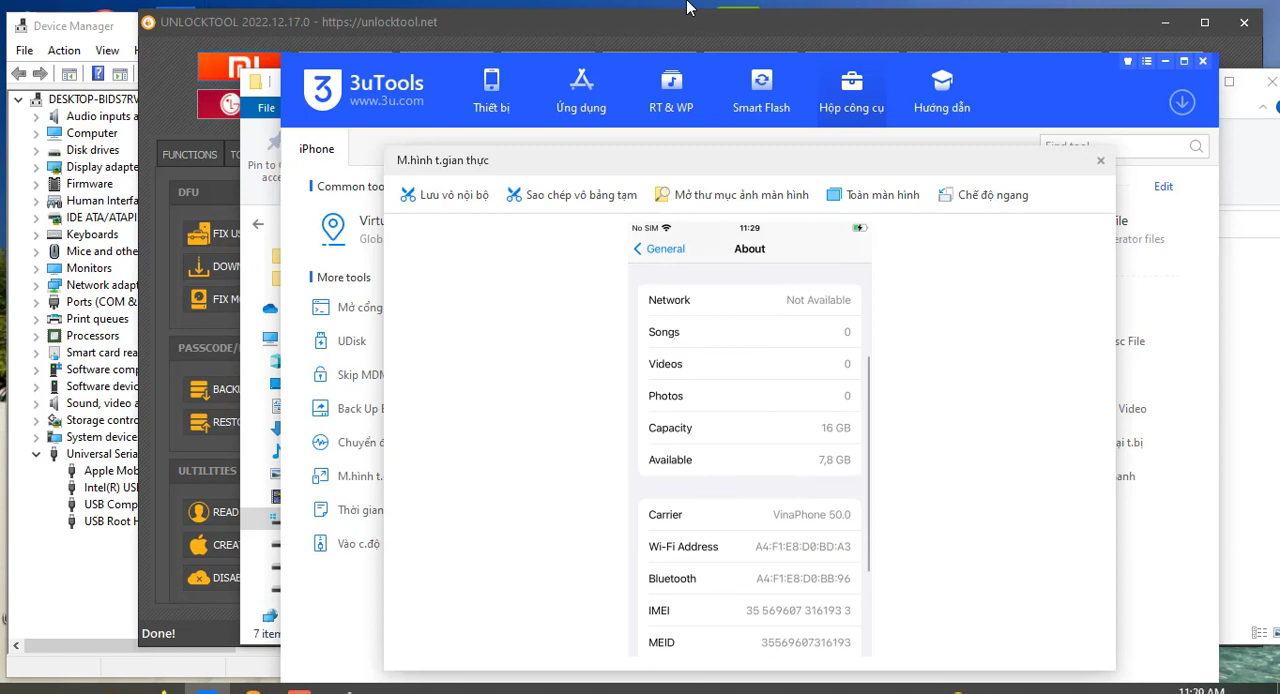 Device Manager
UNLOCKTOOL 2022.12.17.0 - https://unlocktool.net
File Action View
DESKTOP-BIDS7RV
Audio inputs a
Computer
Disk drives
Display adapte
Firmware
Human Interfa
IDE ATA/ATAPI
Keyboards
Mice and othe
Monitors
Network adapt
Ports (COM &
Print queues
Processors
Smart card rea
Software comp
Software devic
Sound, video a
Storage contro
System device
Universal Seria
Apple Mob
Intel(R) USB
USB Comp
USB Root H
LG
FUNCTIONS TO
DFU
FIX US
DOWN
FIX MO
PASSCODE/
BACK
RESTO
ULTILITIES
READ
CREA
DISAB
Done!
File
Pin to Q
acce
7 item
3 3uTools
www.3u.com
Thiết bị
Ứng dụng
RT & WP
Smart Flash
Hộp công cụ
Hướng dẫn
iPhone
Find tool
Common too
Edit
Virtu
Glob
ile
erator files
More tools
Mở cổng
UDisk
Skip MDM
Back Up
Chuyển đ
M.hình t.
Thời gian
Vào c.độ
sc File
Video
ại t.bị
anh
M.hình t.gian thực
Lưu vô nội bộ
Sao chép vô bảng tạm
Mở thư mục ảnh màn hình
Toàn màn hình
Chế độ ngang
No SIM 11:29
General About
Network Not Available
Songs 0
Videos 0
Photos 0
Capacity 16 GB
Available 7,8 GB
Carrier VinaPhone 50.0
Wi-Fi Address A4:F1:E8:D0:BD:A3
Bluetooth A4:F1:E8:D0:BB:96
IMEI 35 569607 316193 3
MEID 35569607316193
11:29 AM